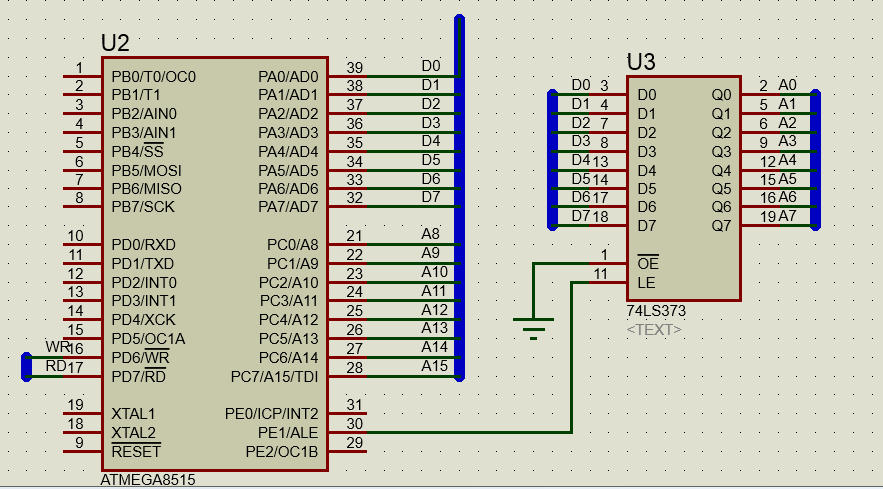 U2
1 PB0/T0/OC0 PA0/AD0 39 D0
2 PB1/T1 PA1/AD1 38 D1
3 PB2/AIN0 PA2/AD2 37 D2
4 PB3/AIN1 PA3/AD3 36 D3
5 PB4/SS PA4/AD4 35 D4
6 PB5/MOSI PA5/AD5 34 D5
7 PB6/MISO PA6/AD6 33 D6
8 PB7/SCK PA7/AD7 32 D7
10 PD0/RXD PC0/A8 21 A8
11 PD1/TXD PC1/A9 22 A9
12 PD2/INT0 PC2/A10 23 A10
13 PD3/INT1 PC3/A11 24 A11
14 PD4/XCK PC4/A12 25 A12
15 PD5/OC1A PC5/A13 26 A13
WR 16 PD6/WR PC6/A14 27 A14
RD 17 PD7/RD PC7/A15/TDI 28 A15
19 XTAL1 PE0/ICP/INT2 31
18 XTAL2 PE1/ALE 30
9 RESET PE2/OC1B 29
ATMEGA8515
U3
D0 3 D0 Q0 2 A0
D1 4 D1 Q1 5 A1
D2 7 D2 Q2 6 A2
D3 8 D3 Q3 9 A3
D4 13 D4 Q4 12 A4
D5 14 D5 Q5 15 A5
D6 17 D6 Q6 16 A6
D7 18 D7 Q7 19 A7
1 OE
11 LE
74LS373
<TEXT>